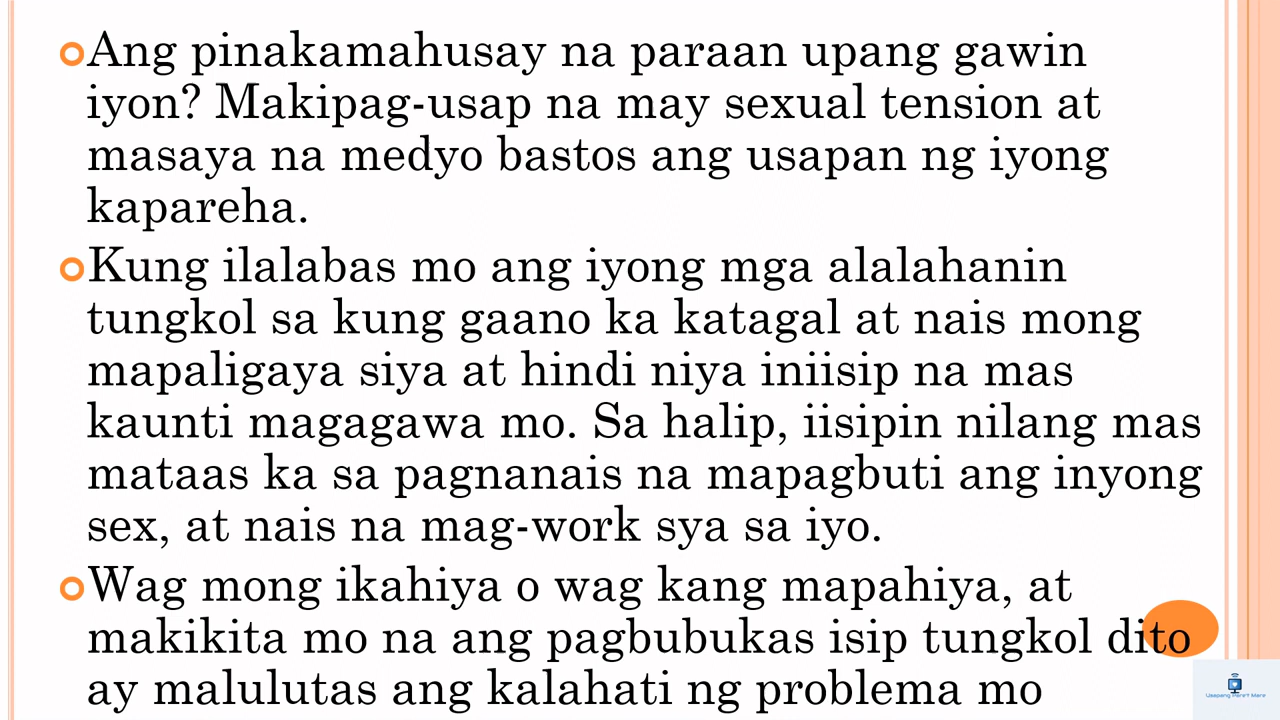 Ang pinakamahusay na paraan upang gawin
iyon? Makipag-usap na may sexual tension at
masaya na medyo bastos ang usapan ng iyong
kapareha.
Kung ilalabas mo ang iyong mga alalahanin
tungkol sa kung gaano ka katagal at nais mong
mapaligaya siya at hindi niya iniisip na mas
kaunti magagawa mo. Sa halip, iisipin nilang mas
mataas ka sa pagnanais na mapagbuti ang inyong
sex, at nais na mag-work sya sa iyo.
Wag mong ikahiya o wag kang mapahiya, at
makikita mo na ang pagbubukas isip tungkol dito
ay malulutas ang kalahati ng problema mo